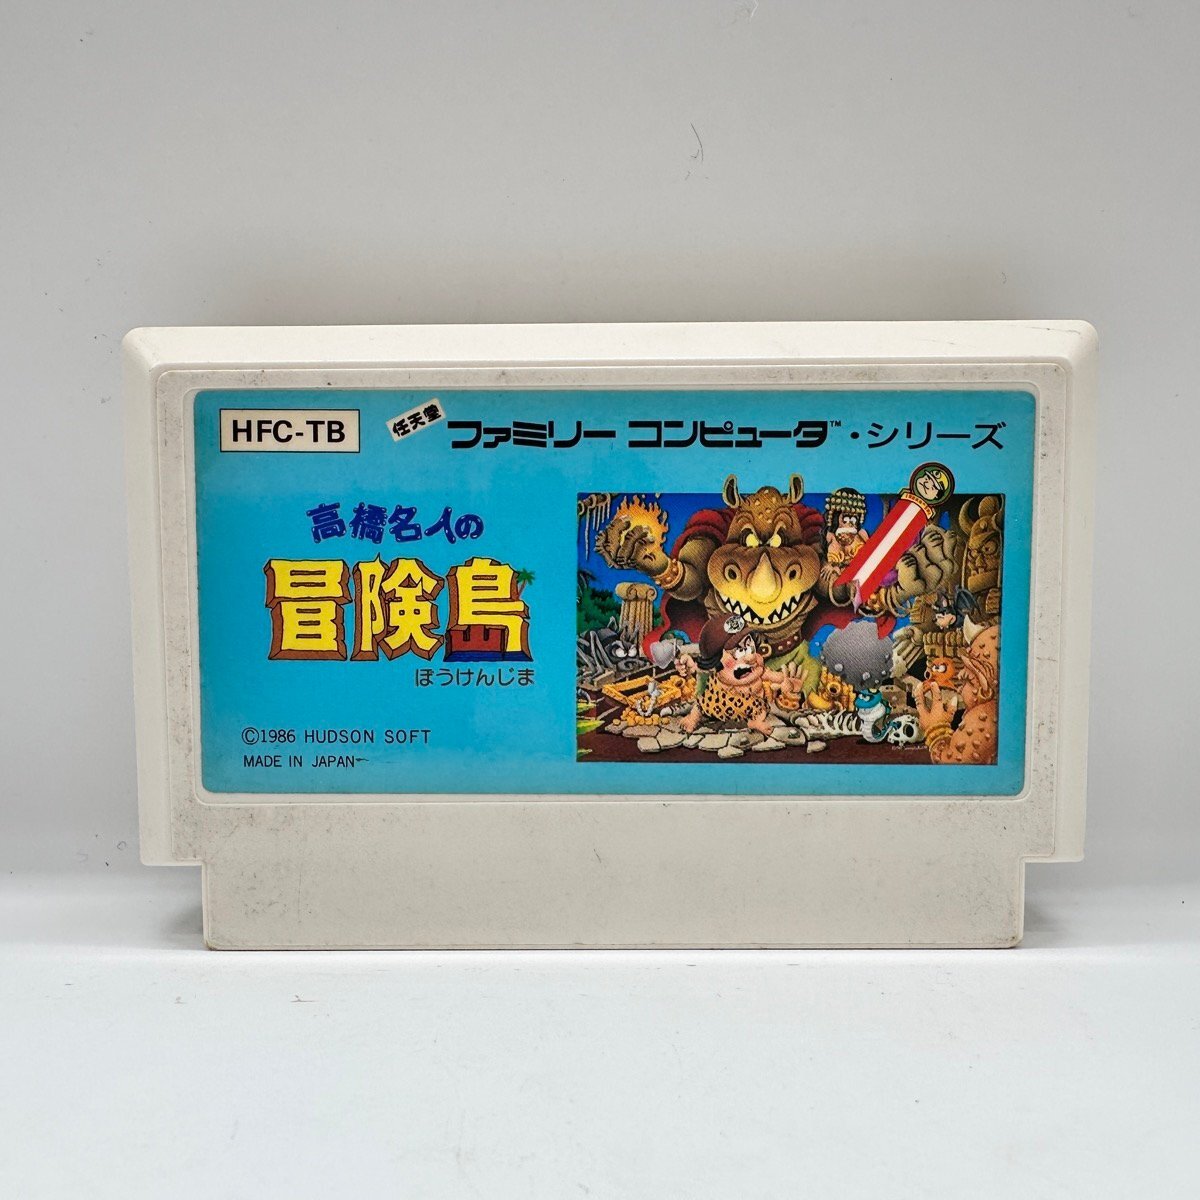 HFC-TB
任天堂 ファミリー コンピュータ™・シリーズ
高橋名人の
冒険島
ぼうけんじま
©1986 HUDSON SOFT
MADE IN JAPAN